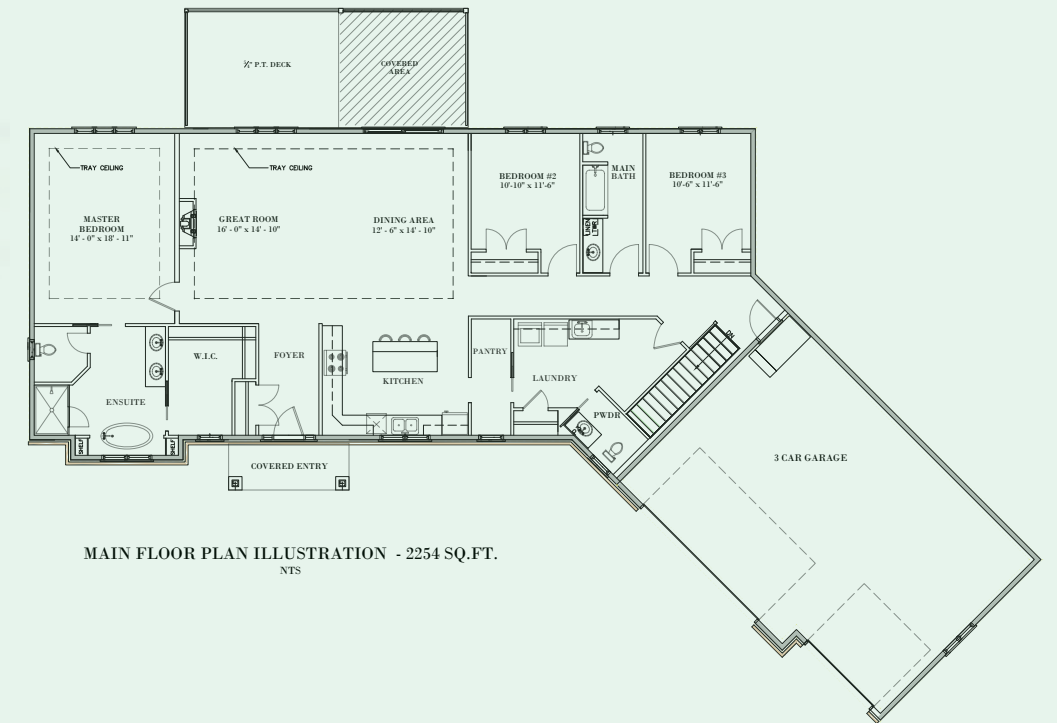 5/4" P.T. DECK
COVERED
AREA
TRAY CEILING
TRAY CEILING
MASTER
BEDROOM
14' - 0" x 18' - 11"
GREAT ROOM
16' - 0" x 14' - 10"
DINING AREA
12' - 6" x 14' - 10"
BEDROOM #2
10'-10" x 11'-6"
MAIN
BATH
BEDROOM #3
10'-6" x 11'-6"
LINEN
TWR
W.I.C.
FOYER
KITCHEN
PANTRY
LAUNDRY
DN
ENSUITE
PWDR
SHELF
SHELF
COVERED ENTRY
3 CAR GARAGE
MAIN FLOOR PLAN ILLUSTRATION - 2254 SQ.FT.
NTS